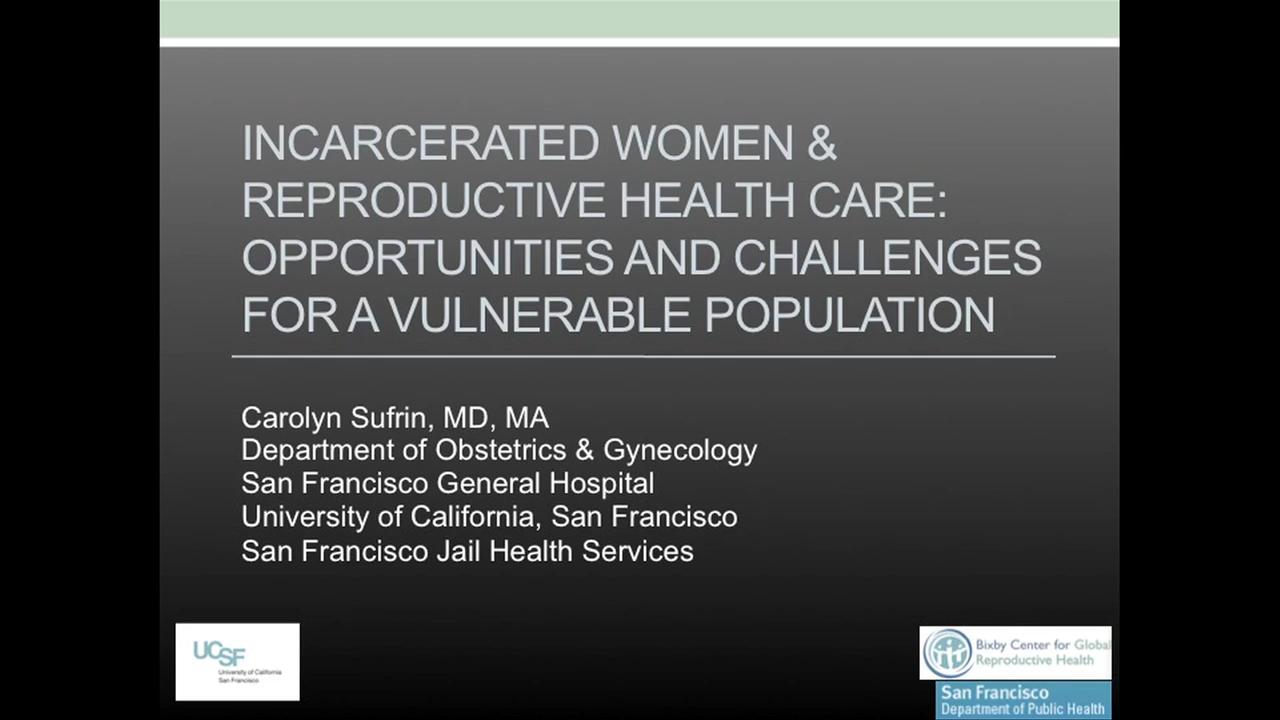 INCARCERATED WOMEN &
REPRODUCTIVE HEALTH CARE:
OPPORTUNITIES AND CHALLENGES
FOR A VULNERABLE POPULATION
Carolyn Sufrin, MD, MA
Department of Obstetrics & Gynecology
San Francisco General Hospital
University of California, San Francisco
San Francisco Jail Health Services
UCSF
University of California
San Francisco
Bixby Center for Global
Reproductive Health
San Francisco
Department of Public Health